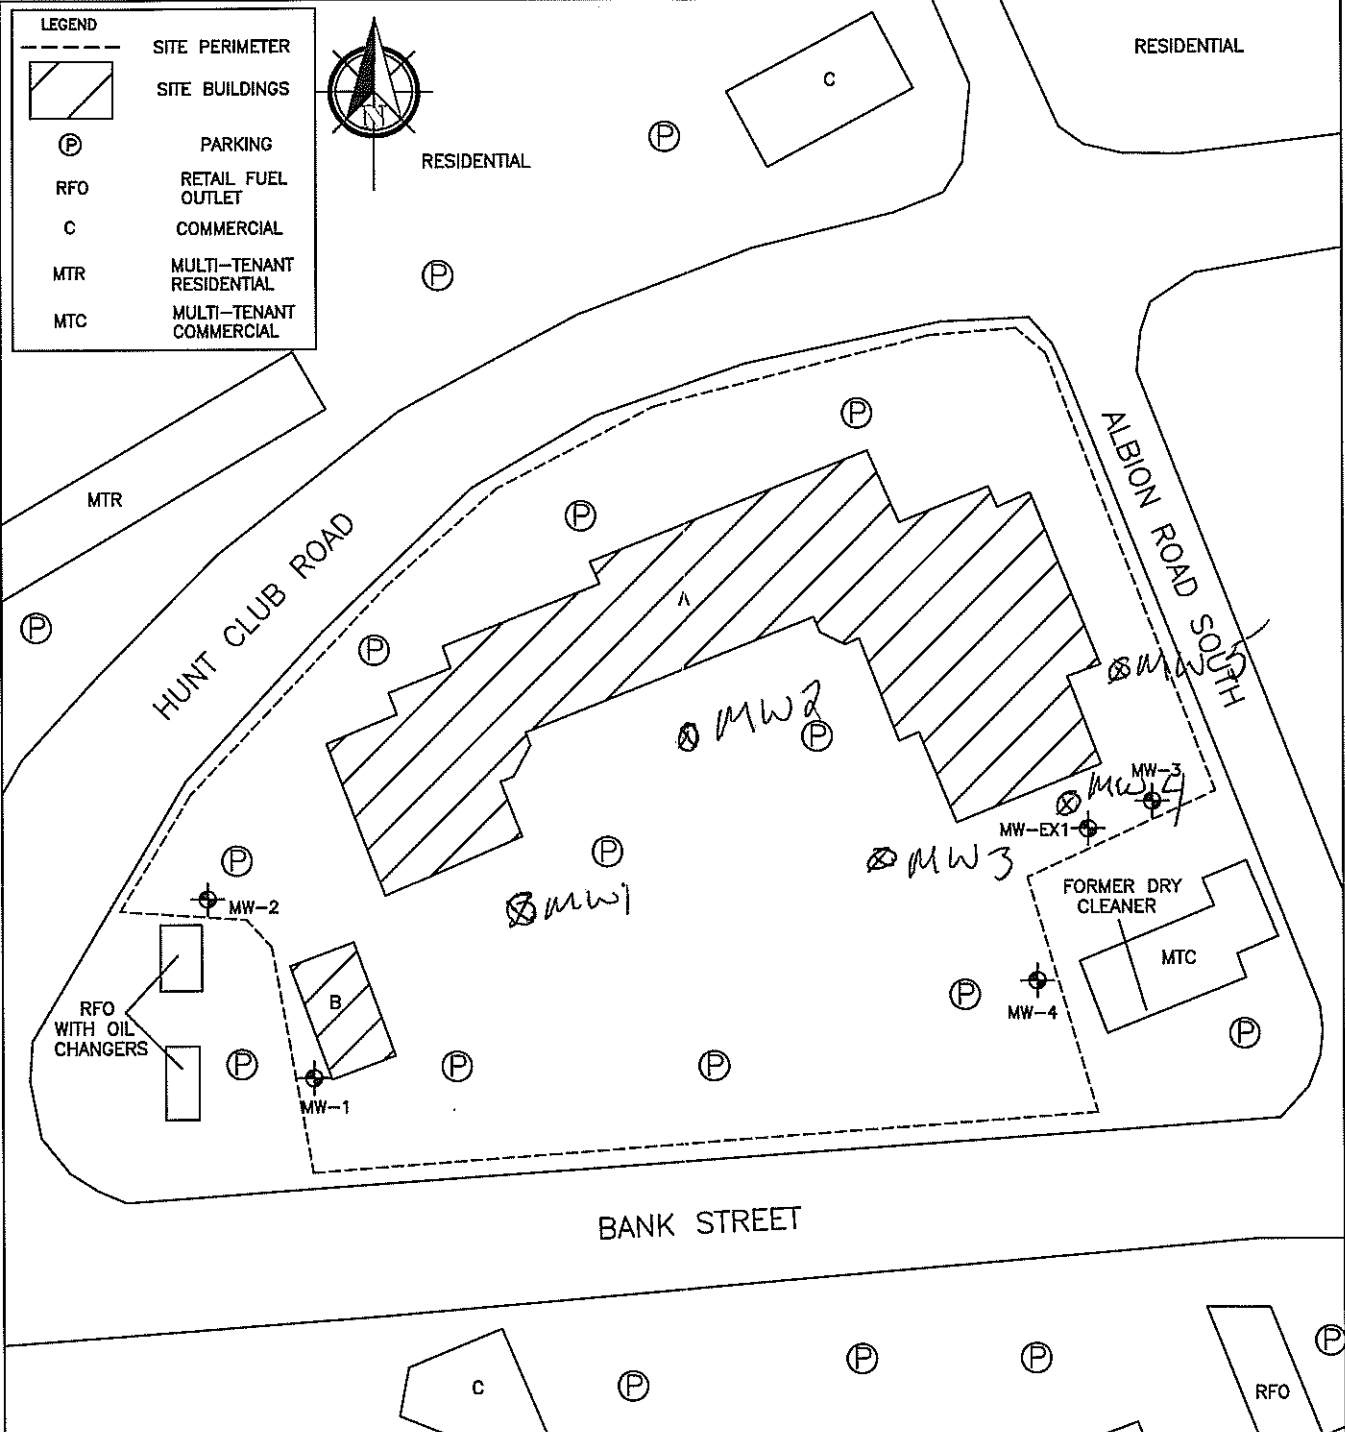 LEGEND
SITE PERIMETER
SITE BUILDINGS
P PARKING
RFO RETAIL FUEL
OUTLET
C COMMERCIAL
MTR MULTI-TENANT
RESIDENTIAL
MTC MULTI-TENANT
COMMERCIAL
N
RESIDENTIAL
C
RESIDENTIAL
P
P
MTR
P
HUNT CLUB ROAD
P
P
P
A
ALBION ROAD SOUTH
MW5
MW2
P
MW4
MW-3
MW-EX1
MW3
P
MW1
P
MW-2
FORMER DRY
CLEANER
MTC
B
P
MW-4
RFO
WITH OIL
CHANGERS
P
P
P
P
MW-1
BANK STREET
C
P
P
P
P
RFO